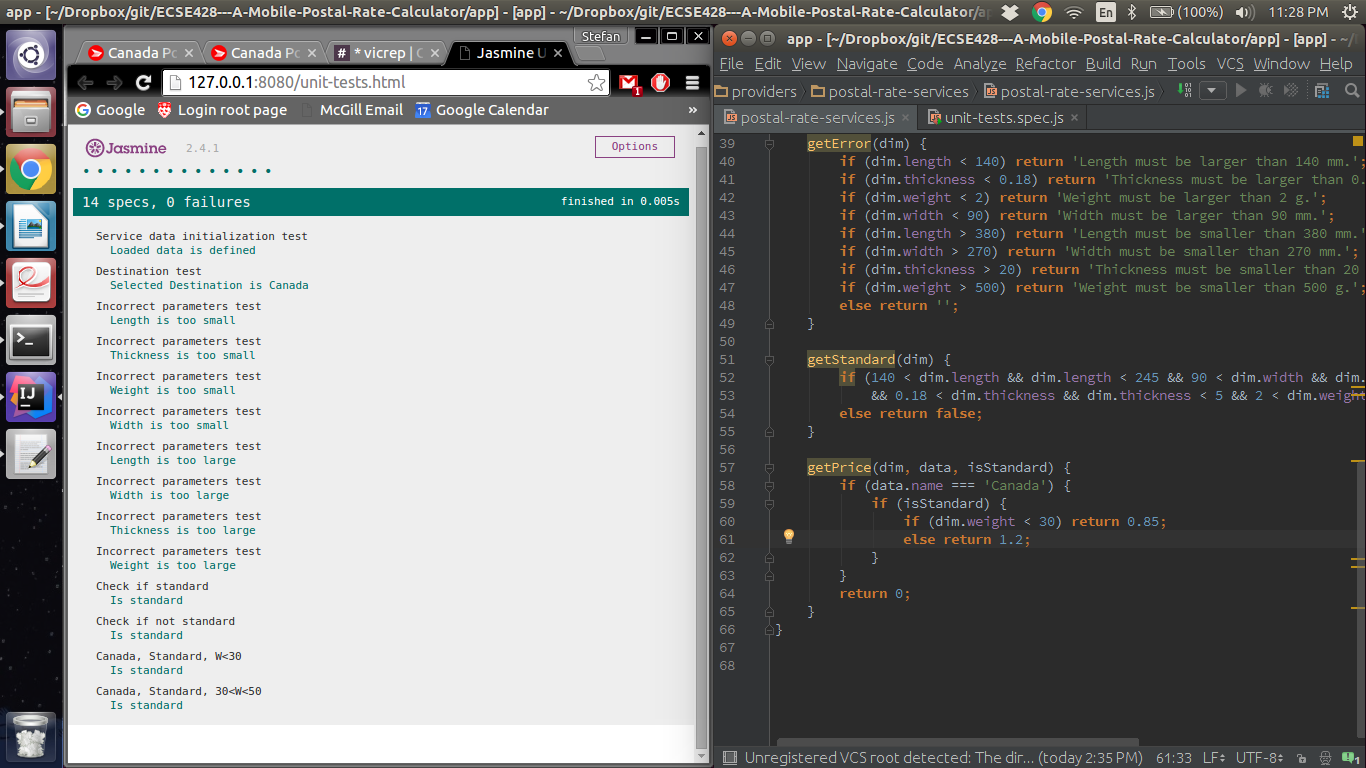 app - [~/Dropbox/git/ECSE428---A-Mobile-Postal-Rate-Calculator/app] - [app] - ~/Dropbox/git/ECSE428---A-Mobile-Postal-Rate-Calculator/ap
En (100%) 11:28 PM
Stefan
Canada Po
Canada Po
# * vicrep | C
Jasmine U
127.0.0.1:8080/unit-tests.html
1
Google
Login root page
McGill Email
17 Google Calendar
»
Jasmine 2.4.1
Options
14 specs, 0 failures
finished in 0.005s
Service data initialization test
Loaded data is defined
Destination test
Selected Destination is Canada
Incorrect parameters test
Length is too small
Incorrect parameters test
Thickness is too small
Incorrect parameters test
Weight is too small
Incorrect parameters test
Width is too small
Incorrect parameters test
Length is too large
Incorrect parameters test
Width is too large
Incorrect parameters test
Thickness is too large
Incorrect parameters test
Weight is too large
Check if standard
Is standard
Check if not standard
Is standard
Canada, Standard, W<30
Is standard
Canada, Standard, 30<W<50
Is standard
app - [~/Dropbox/git/ECSE428---A-Mobile-Postal-Rate-Calculator/app] - [app] -
File Edit View Navigate Code Analyze Refactor Build Run Tools VCS Window Help
providers
postal-rate-services
postal-rate-services.js
postal-rate-services.js
unit-tests.spec.js
39 getError(dim) {
40 if (dim.length < 140) return 'Length must be larger than 140 mm.';
41 if (dim.thickness < 0.18) return 'Thickness must be larger than 0.
42 if (dim.weight < 2) return 'Weight must be larger than 2 g.';
43 if (dim.width < 90) return 'Width must be larger than 90 mm.';
44 if (dim.length > 380) return 'Length must be smaller than 380 mm.'
45 if (dim.width > 270) return 'Width must be smaller than 270 mm.';
46 if (dim.thickness > 20) return 'Thickness must be smaller than 20
47 if (dim.weight > 500) return 'Weight must be smaller than 500 g.';
48 else return '';
49 }
50
51 getStandard(dim) {
52 if (140 < dim.length && dim.length < 245 && 90 < dim.width && dim.
53 && 0.18 < dim.thickness && dim.thickness < 5 && 2 < dim.weight
54 else return false;
55 }
56
57 getPrice(dim, data, isStandard) {
58 if (data.name === 'Canada') {
59 if (isStandard) {
60 if (dim.weight < 30) return 0.85;
61 else return 1.2;
62 }
63 }
64 return 0;
65 }
66 }
67
68
Unregistered VCS root detected: The dir... (today 2:35 PM) 61:33 LF UTF-8 1